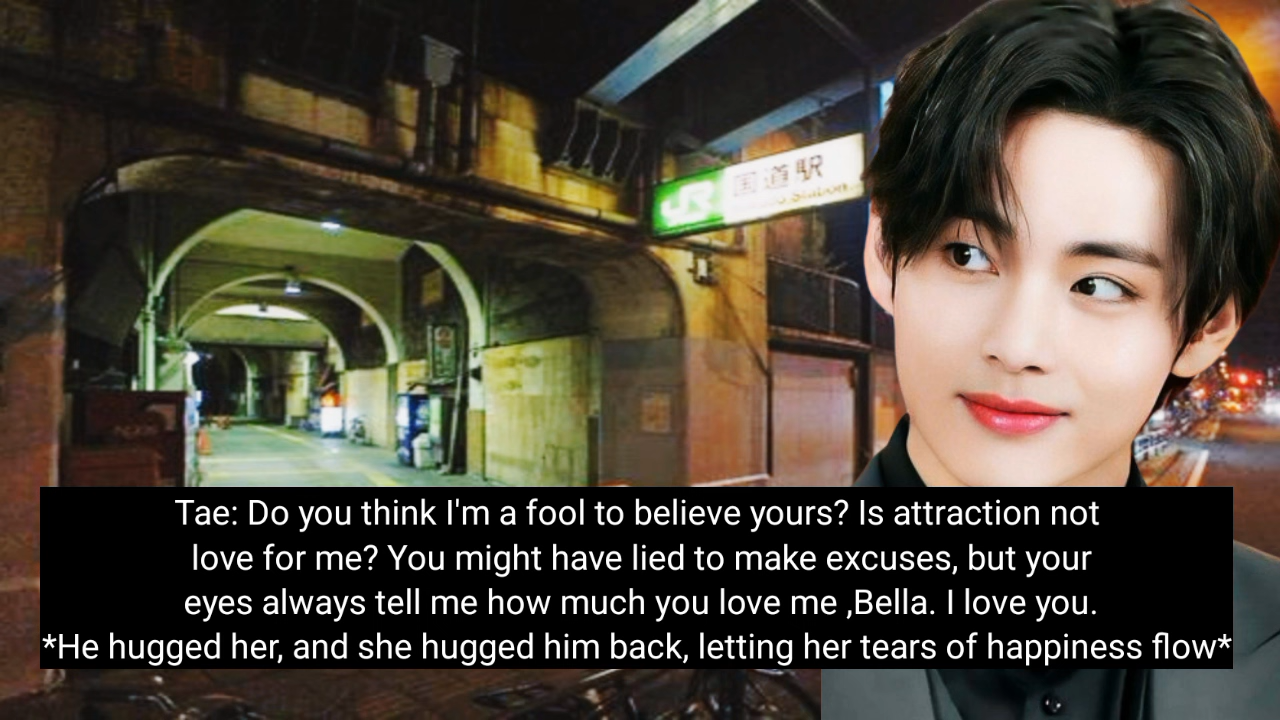 JR 国道駅
Station
Tae: Do you think I'm a fool to believe yours? Is attraction not
love for me? You might have lied to make excuses, but your
eyes always tell me how much you love me ,Bella. I love you.
*He hugged her, and she hugged him back, letting her tears of happiness flow*